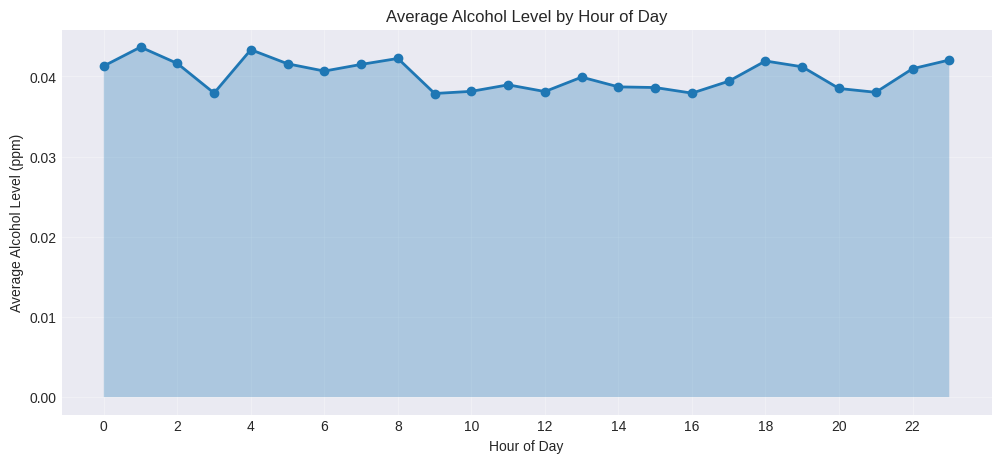 Average Alcohol Level by Hour of Day
Average Alcohol Level (ppm)
0.04
0.03
0.02
0.01
0.00
0 2 4 6 8 10 12 14 16 18 20 22
Hour of Day